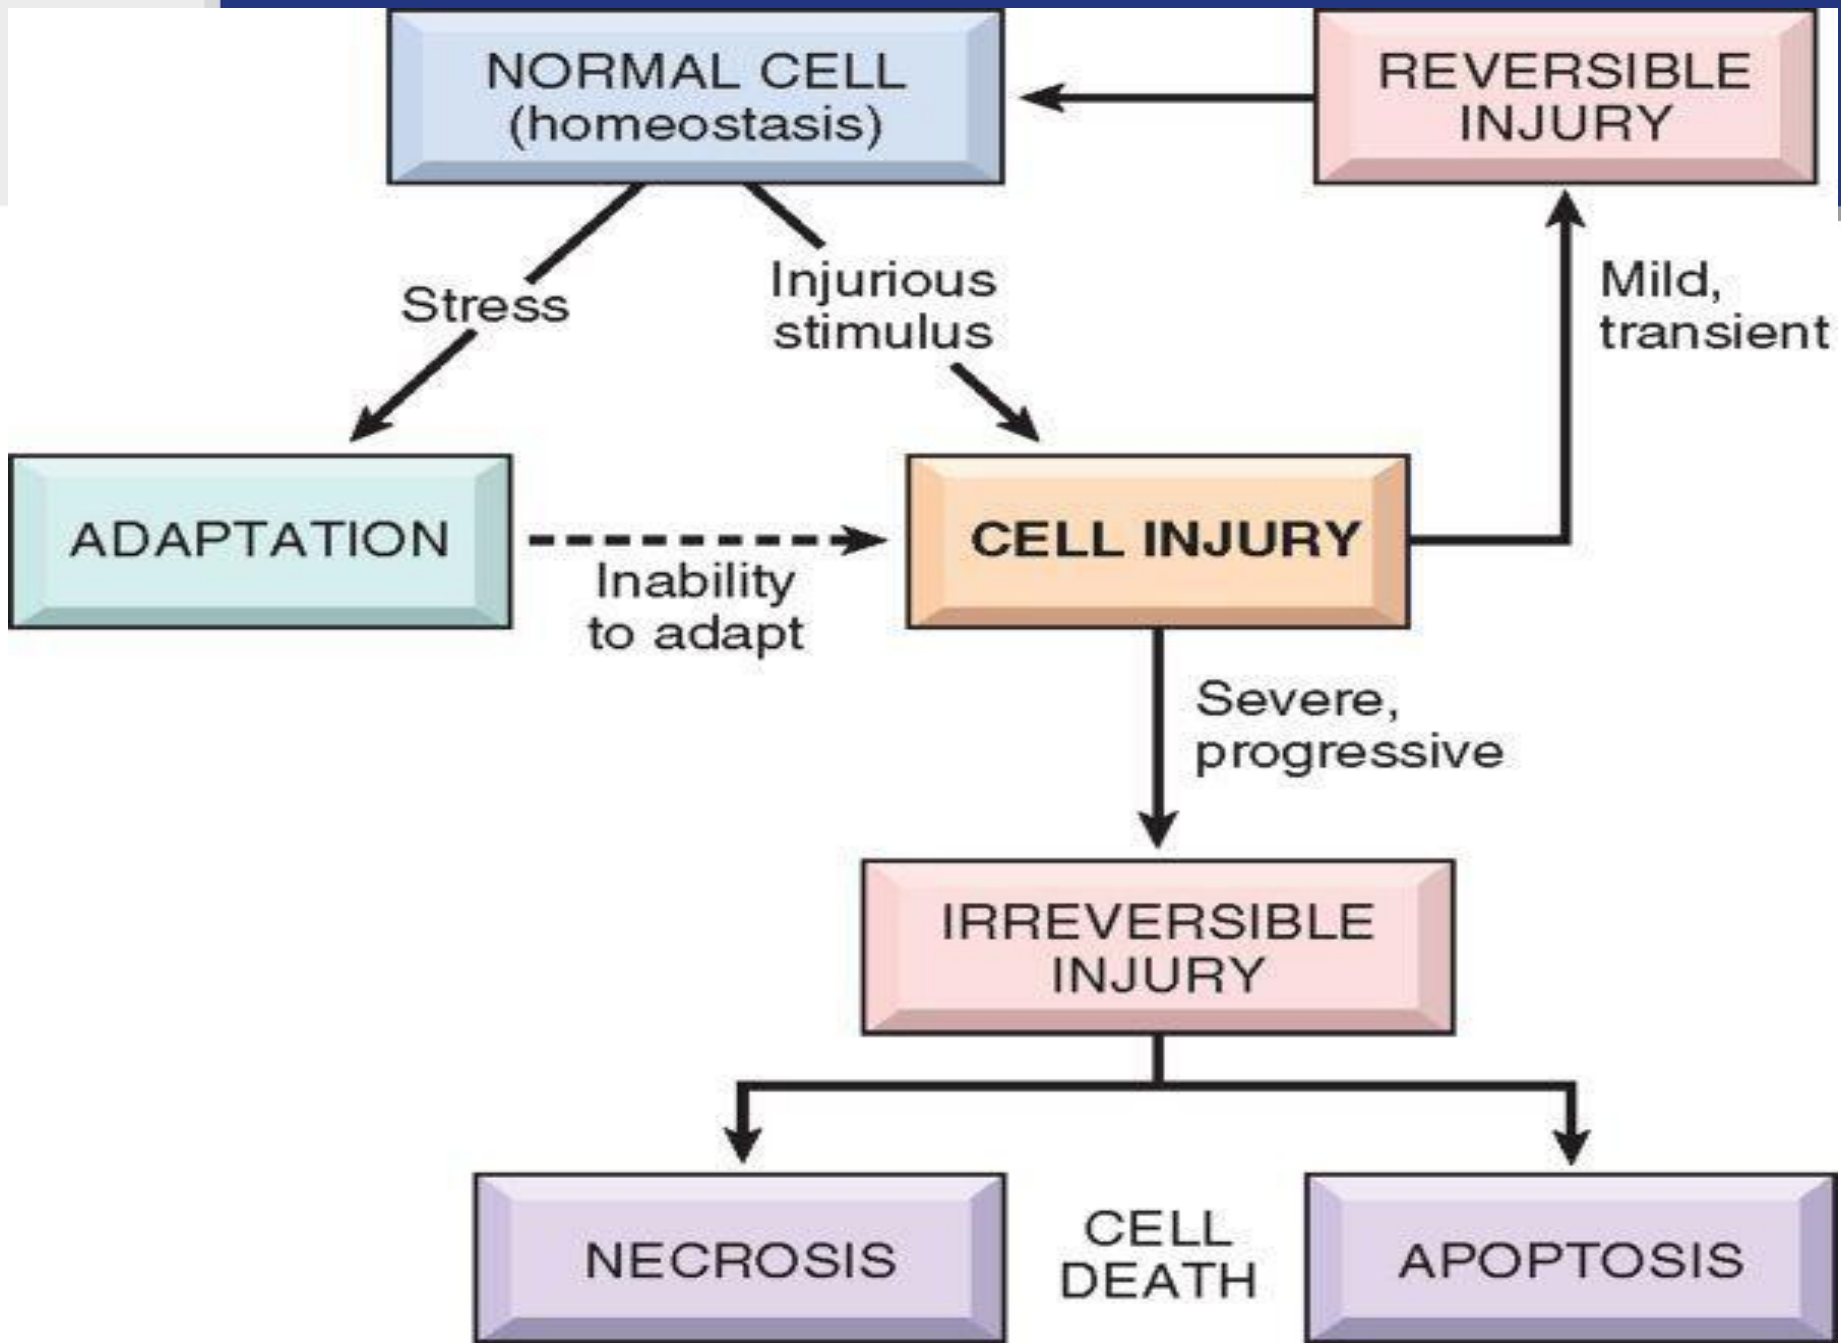 NORMAL CELL
(homeostasis)
REVERSIBLE
INJURY
Stress
Injurious
stimulus
Mild,
transient
ADAPTATION
Inability
to adapt
CELL INJURY
Severe,
progressive
IRREVERSIBLE
INJURY
NECROSIS
CELL
DEATH
APOPTOSIS